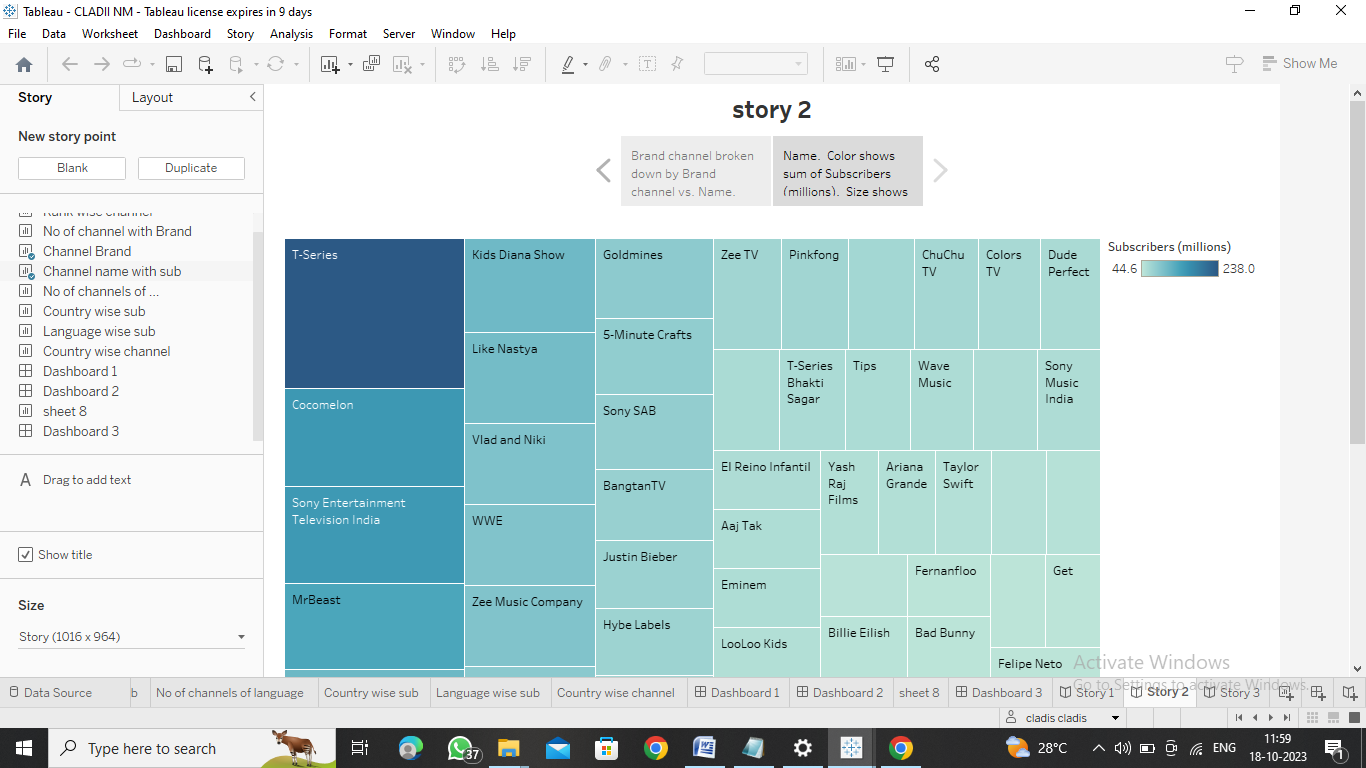 Tableau - CLADII NM - Tableau license expires in 9 days
File Data Worksheet Dashboard Story Analysis Format Server Window Help
Show Me
Story Layout
New story point
Blank Duplicate
No of channel with Brand
Channel Brand
Channel name with sub
No of channels of ...
Country wise sub
Language wise sub
Country wise channel
Dashboard 1
Dashboard 2
sheet 8
Dashboard 3
A Drag to add text
Show title
Size
Story (1016 x 964)
story 2
Brand channel broken
down by Brand
channel vs. Name.
Name. Color shows
sum of Subscribers
(millions). Size shows
T-Series
Cocomelon
Sony Entertainment
Television India
MrBeast
Kids Diana Show
Like Nastya
Vlad and Niki
WWE
Zee Music Company
Goldmines
5-Minute Crafts
Sony SAB
BangtanTV
Justin Bieber
Hybe Labels
Zee TV
Pinkfong
ChuChu
TV
Colors
TV
Dude
Perfect
T-Series
Bhakti
Sagar
Tips
Wave
Music
Sony
Music
India
El Reino Infantil
Aaj Tak
Eminem
LooLoo Kids
Yash
Raj
Films
Ariana
Grande
Taylor
Swift
Fernanfloo
Get
Billie Eilish
Bad Bunny
Felipe Neto
Subscribers (millions)
44.6 238.0
Activate Windows
Go to Settings to activate Windows.
Data Source b No of channels of language Country wise sub Language wise sub Country wise channel Dashboard 1 Dashboard 2 sheet 8 Dashboard 3 Story 1 Story 2 Story 3
cladis cladis
Type here to search
37
28°C
ENG
11:59
18-10-2023
1